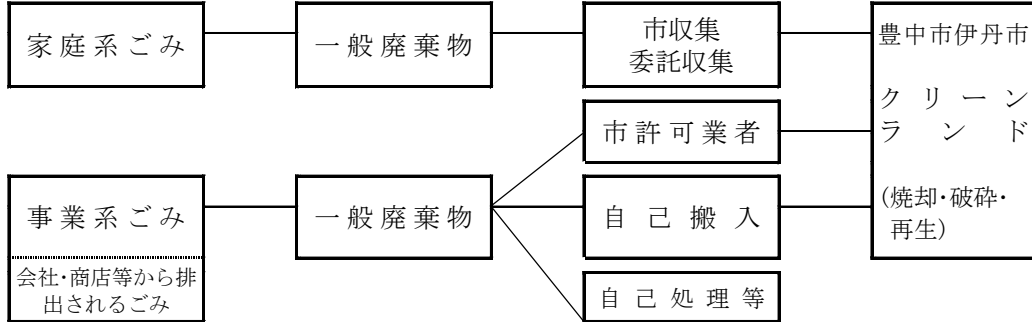 家庭系ごみ
一般廃棄物
市収集
委託収集
豊中市伊丹市
クリーン
ランド
(焼却・破砕・
再生)
市許可業者
事業系ごみ
会社・商店等から排
出されるごみ
一般廃棄物
自己搬入
自己処理等